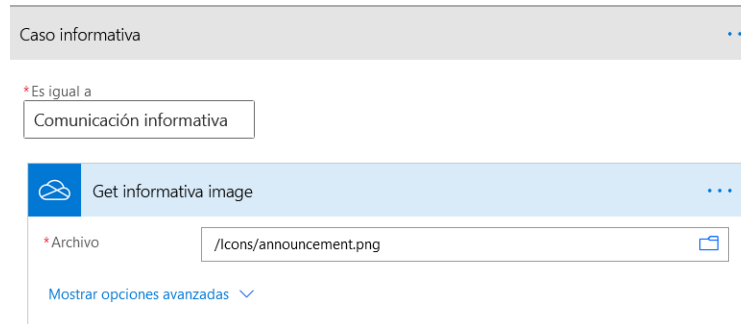 Caso informativa
*Es igual a
Comunicación informativa
Get informativa image
*Archivo
/Icons/announcement.png
Mostrar opciones avanzadas